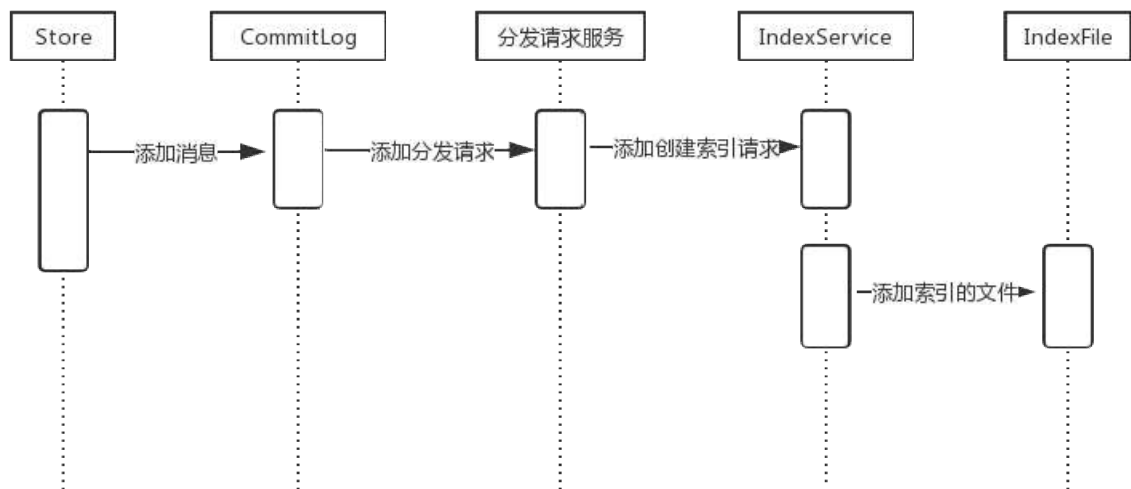 Store
CommitLog
分发请求服务
IndexService
IndexFile
添加消息
添加分发请求
添加创建索引请求
添加索引的文件